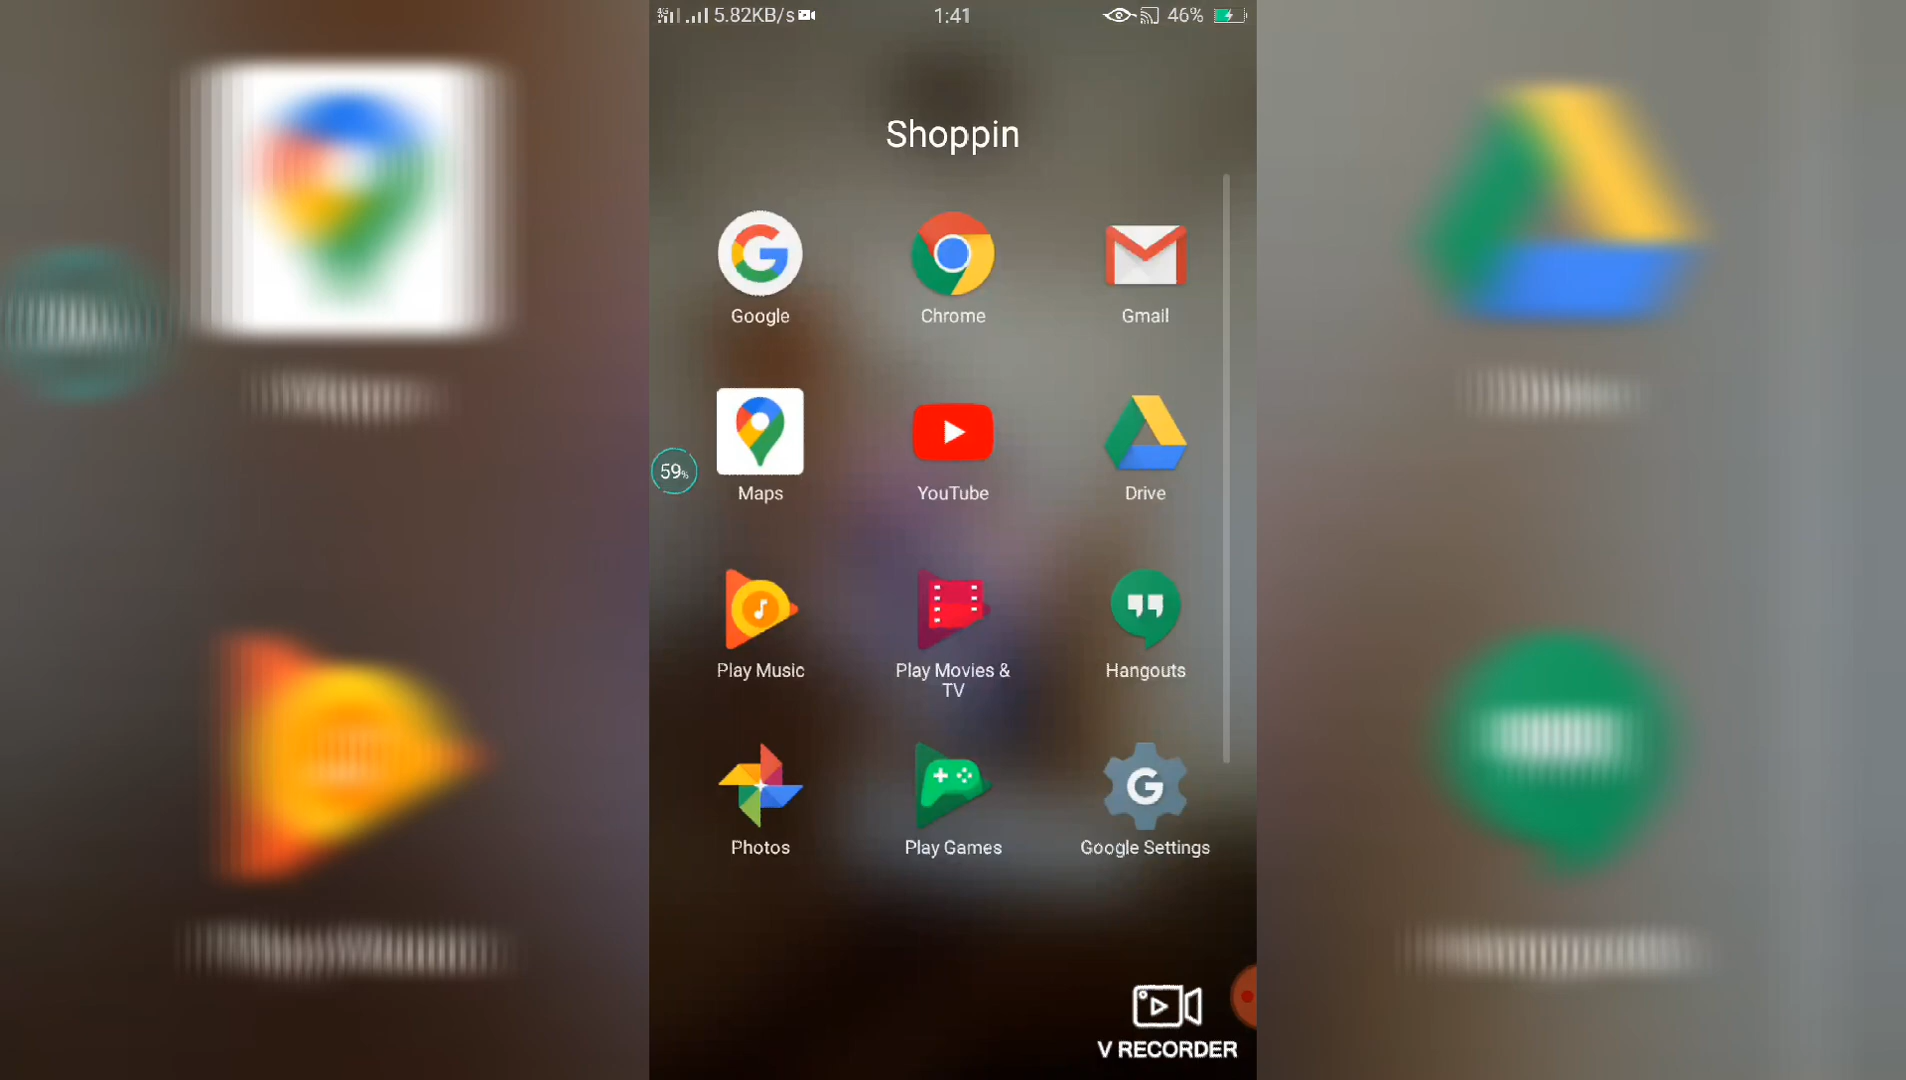 5.82KB/s
1:41
46%
Shoppin
Google
Chrome
Gmail
59%
Maps
YouTube
Drive
Play Music
Play Movies &
TV
Hangouts
Photos
Play Games
Google Settings
V RECORDER